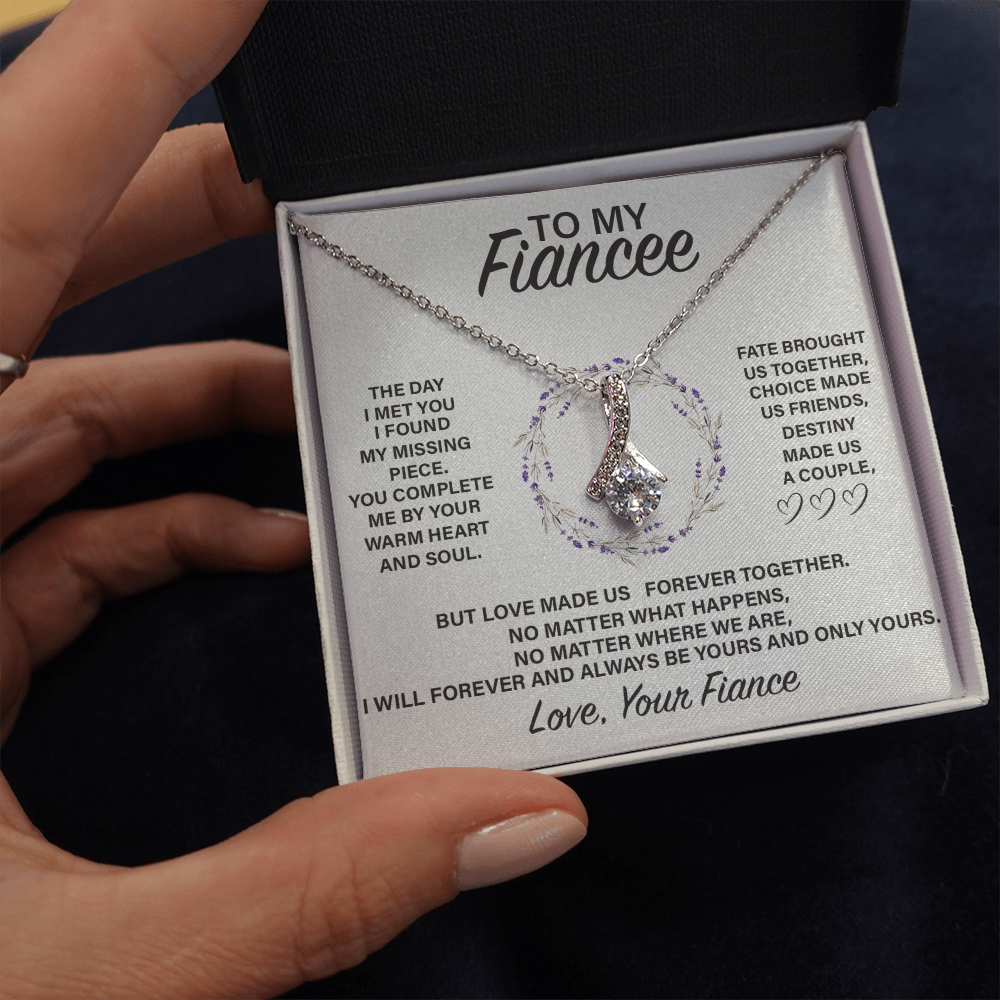 TO MY
Fiancee
THE DAY
I MET YOU
I FOUND
MY MISSING
PIECE.
YOU COMPLETE
ME BY YOUR
WARM HEART
AND SOUL.
FATE BROUGHT
US TOGETHER,
CHOICE MADE
US FRIENDS,
DESTINY
MADE US
A COUPLE,
BUT LOVE MADE US FOREVER TOGETHER.
NO MATTER WHAT HAPPENS,
NO MATTER WHERE WE ARE,
I WILL FOREVER AND ALWAYS BE YOURS AND ONLY YOURS.
Love, Your Fiance